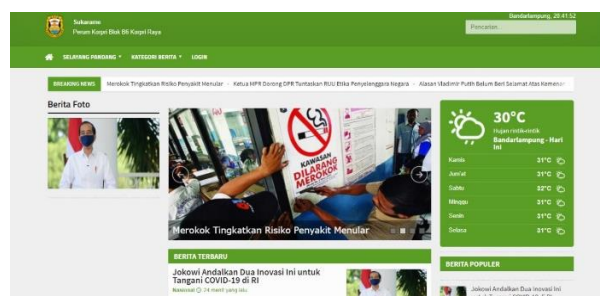 Sukarame
Perum Korpri Blok B6 Korpri Raya
Bandarlampung, 20:41:52
Pencarian
SELAYANG PANDANG
KATEGORI BERITA
LOGIN
BREAKING NEWS
Merokok Tingkatkan Risiko Penyakit Menular - Ketua MPR Dorong DPR Tuntaskan RUU Etika Penyelenggara Negara - Alasan Vladimir Putin Belum Beri Selamat Atas Kemenan
Berita Foto
KAWASAN
DILARANG
MEROKOK
Merokok Tingkatkan Risiko Penyakit Menular
30°C
Hujan rintik-rintik
Bandarlampung - Hari
Ini
Kamis 31°C
Jum'at 31°C
Sabtu 32°C
Minggu 31°C
Senin 31°C
Selasa 31°C
BERITA TERBARU
Jokowi Andalkan Dua Inovasi Ini untuk
Tangani COVID-19 di RI
Nasional 24 menit yang lalu
BERITA POPULER
Jokowi Andalkan Dua Inovasi Ini